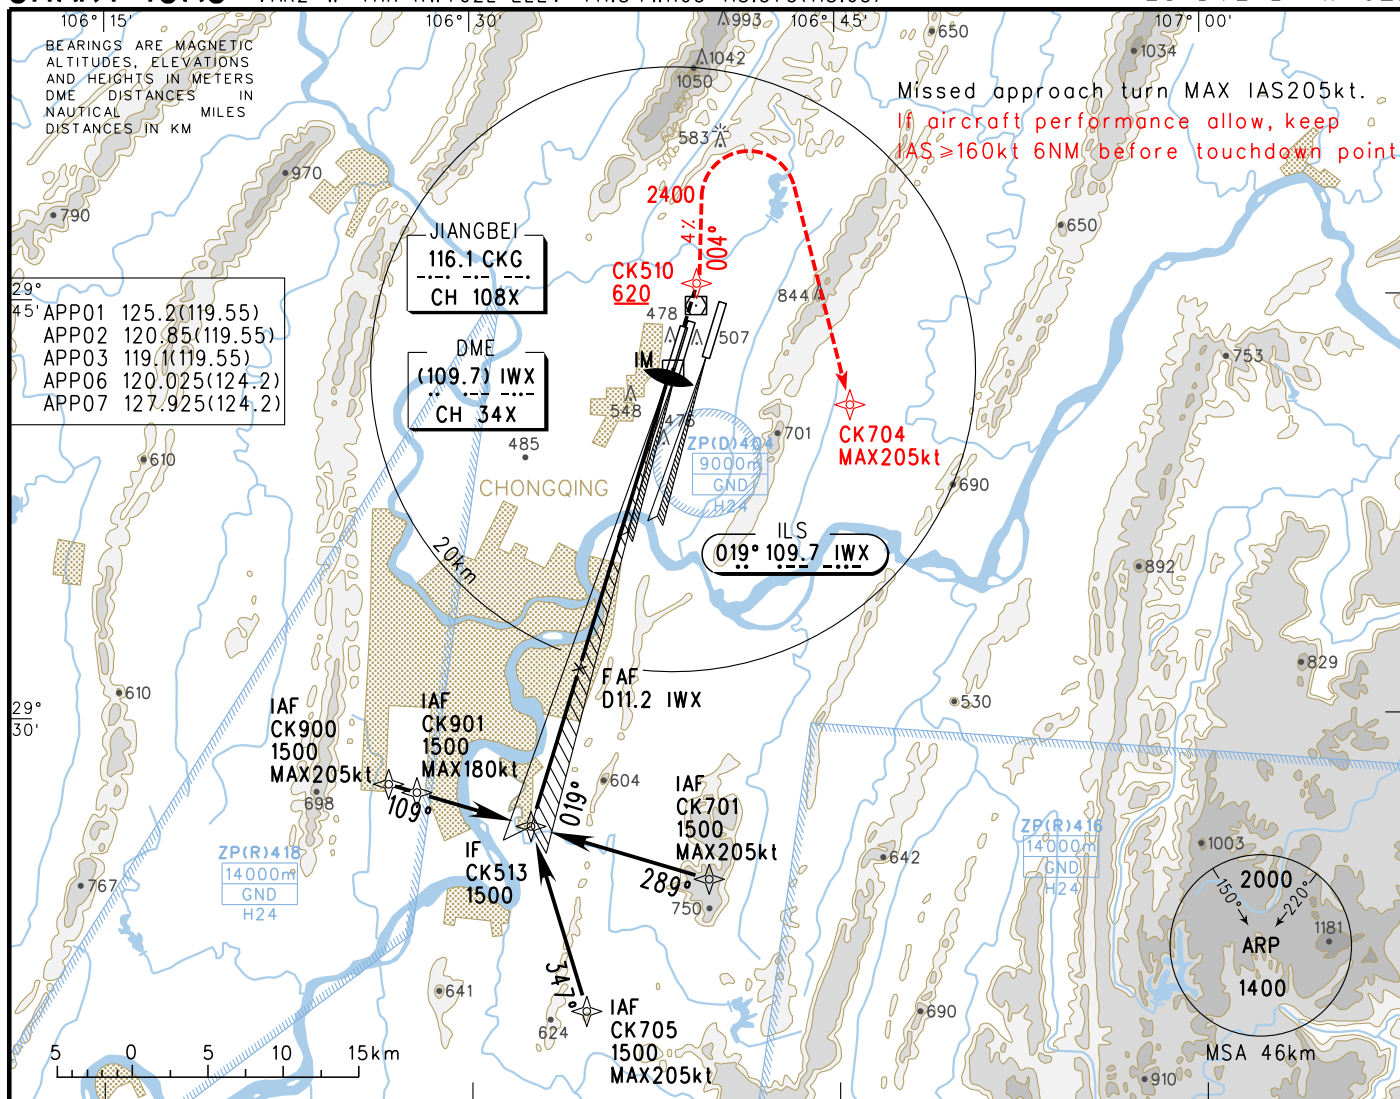 106°15'
106°30'
106°45'
107°00'
BEARINGS ARE MAGNETIC
ALTITUDES, ELEVATIONS
AND HEIGHTS IN METERS
DME DISTANCES IN
NAUTICAL MILES
DISTANCES IN KM
Missed approach turn MAX IAS205kt.
If aircraft performance allow, keep
IAS≥160kt 6NM before touchdown point
993
650
1034
1042
1050
583
970
790
650
2400
4%
004°
JIANGBEI
116.1 CKG
CH 108X
CK510
620
29°
45'
APP01 125.2(119.55)
APP02 120.85(119.55)
APP03 119.1(119.55)
APP06 120.025(124.2)
APP07 127.925(124.2)
844
478
507
753
DME
(109.7) IWX
CH 34X
IM
548
476
485
701
CK704
MAX205kt
ZP(D)404
9000m
GND
H24
610
690
CHONGQING
ILS
019° 109.7 IWX
20km
892
829
610
FAF
D11.2 IWX
530
29°
30'
IAF
CK900
1500
MAX205kt
IAF
CK901
1500
MAX180kt
698
604
109°
019°
IAF
CK701
1500
MAX205kt
289°
750
IF
CK513
1500
ZP(R)418
14000m
GND
H24
ZP(R)416
14000m
GND
H24
642
1003
767
2000
150°
220°
1181
ARP
1400
MSA 46km
347°
641
624
690
IAF
CK705
1500
MAX205kt
910
5 0 5 10 15km